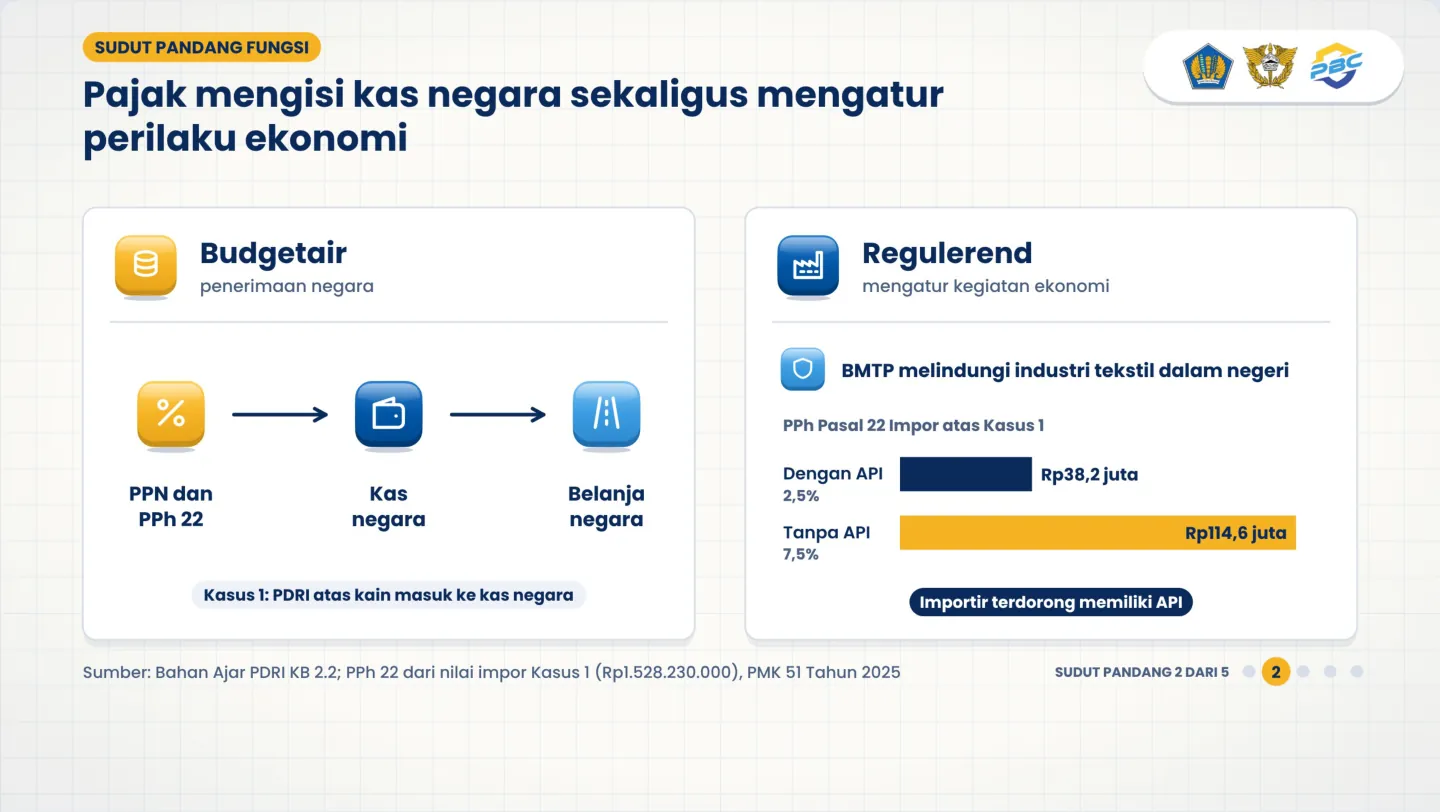 SUDUT PANDANG FUNGSI
Pajak mengisi kas negara sekaligus mengatur
perilaku ekonomi
PBC
Budgetair
penerimaan negara
PPN dan
PPh 22
Kas
negara
Belanja
negara
Kasus 1: PDRI atas kain masuk ke kas negara
Regulerend
mengatur kegiatan ekonomi
BMTP melindungi industri tekstil dalam negeri
PPh Pasal 22 Impor atas Kasus 1
Dengan API
2,5%
Rp38,2 juta
Tanpa API
7,5%
Rp114,6 juta
Importir terdorong memiliki API
Sumber: Bahan Ajar PDRI KB 2.2; PPh 22 dari nilai impor Kasus 1 (Rp1.528.230.000), PMK 51 Tahun 2025
SUDUT PANDANG 2 DARI 5
2